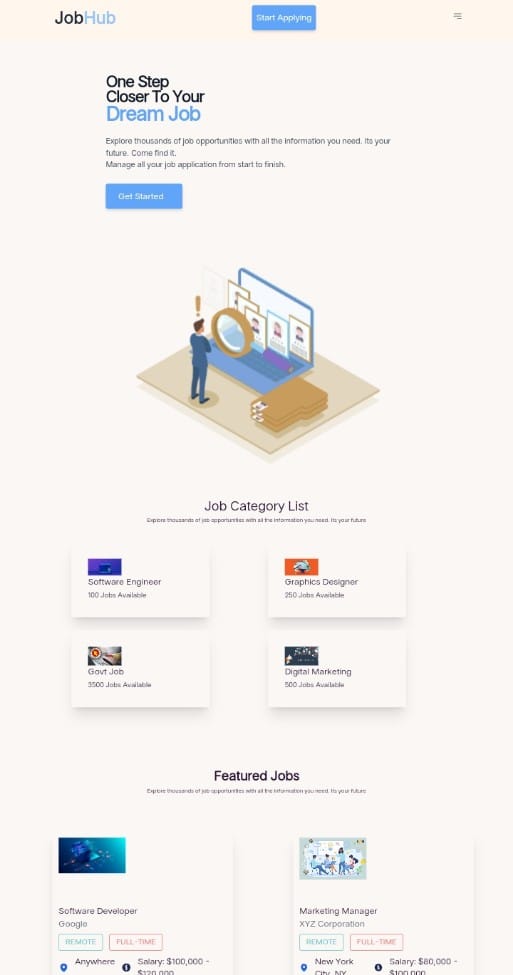 JobHub
Start Applying
One Step
Closer To Your
Dream Job
Explore thousands of job opportunities with all the information you need. Its your
future. Come find it.
Manage all your job application from start to finish.
Get Started
Job Category List
Explore thousands of job opportunities with all the information you need. Its your future
Software Engineer
100 Jobs Available
Graphics Designer
250 Jobs Available
Govt Job
3500 Jobs Available
Digital Marketing
500 Jobs Available
Featured Jobs
Explore thousands of job opportunities with all the information you need. Its your future
Software Developer
Google
REMOTE FULL-TIME
Anywhere Salary: $100,000 -
$120,000
Marketing Manager
XYZ Corporation
REMOTE FULL-TIME
New York Salary: $80,000 -
City, NY $100,000